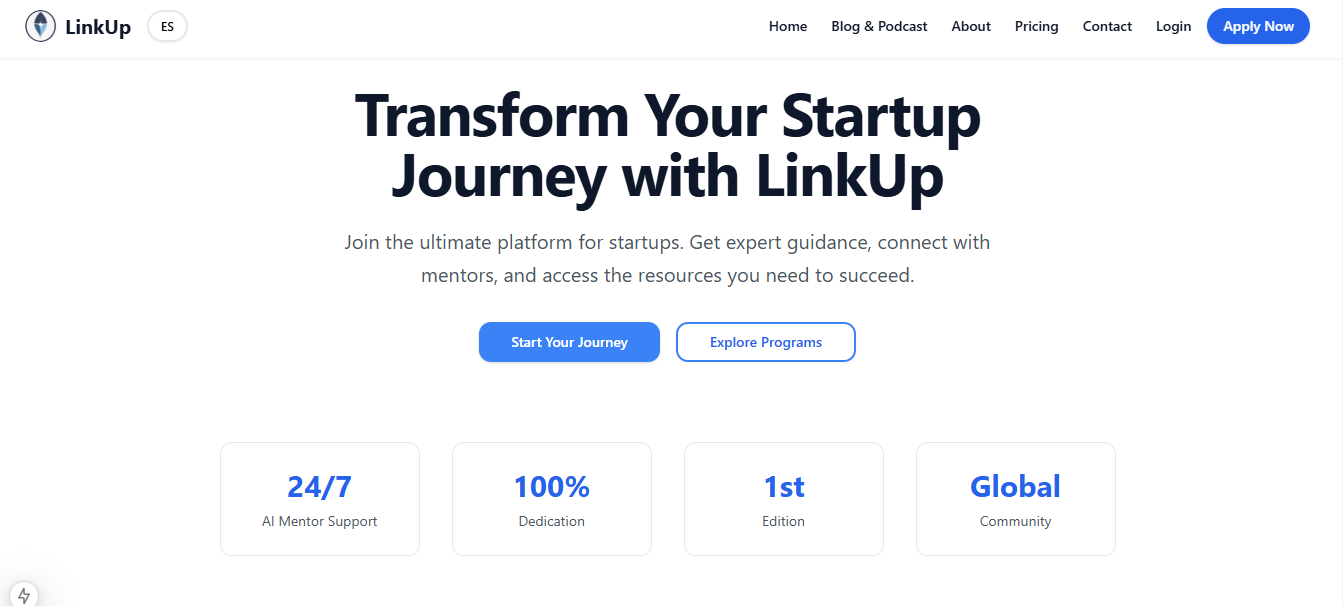 LinkUp
ES
Home
Blog & Podcast
About
Pricing
Contact
Login
Apply Now
Transform Your Startup
Journey with LinkUp
Join the ultimate platform for startups. Get expert guidance, connect with
mentors, and access the resources you need to succeed.
Start Your Journey
Explore Programs
24/7
AI Mentor Support
100%
Dedication
1st
Edition
Global
Community